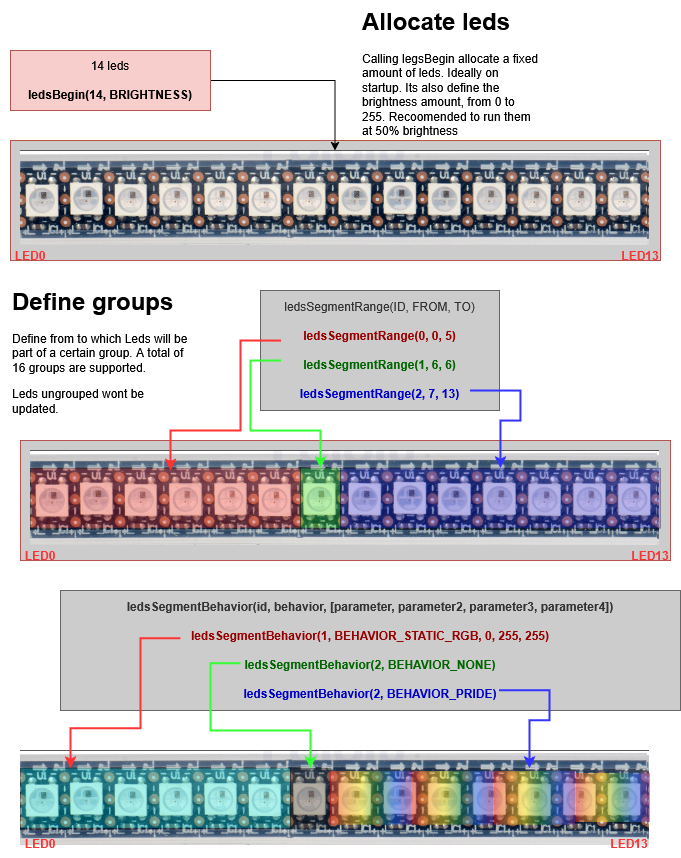 Allocate leds
Calling legsBegin allocate a fixed
amount of leds. Ideally on
startup. Its also define the
brightness amount, from 0 to
255. Recoomended to run them
at 50% brightness
14 leds
ledsBegin(14, BRIGHTNESS)
LED0
LED13
Define groups
Define from to which Leds will be
part of a certain group. A total of
16 groups are supported.
Leds ungrouped wont be
updated.
ledsSegmentRange(ID, FROM, TO)
ledsSegmentRange(0, 0, 5)
ledsSegmentRange(1, 6, 6)
ledsSegmentRange(2, 7, 13)
LED0
LED13
ledsSegmentBehavior(id, behavior, [parameter, parameter2, parameter3, parameter4])
ledsSegmentBehavior(1, BEHAVIOR_STATIC_RGB, 0, 255, 255)
ledsSegmentBehavior(2, BEHAVIOR_NONE)
ledsSegmentBehavior(2, BEHAVIOR_PRIDE)
LED0
LED13